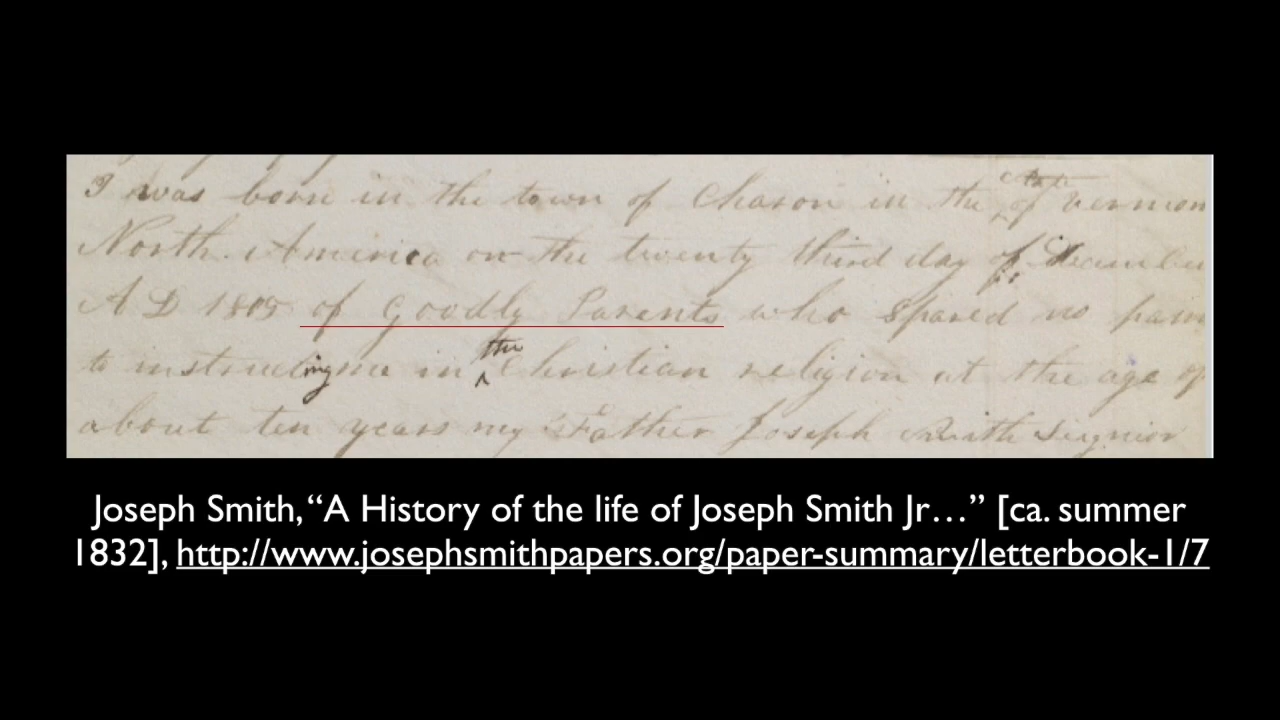 I was born in the town of Charon in the state of Vermon
North America on the twenty third day of December
A D 1805 of goodly Parents who spared no pains
to instructing me in the Christian religion at the age of
about ten years my Father Joseph Smith Seignior
Joseph Smith, “A History of the life of Joseph Smith Jr…” [ca. summer
1832], http://www.josephsmithpapers.org/paper-summary/letterbook-1/7